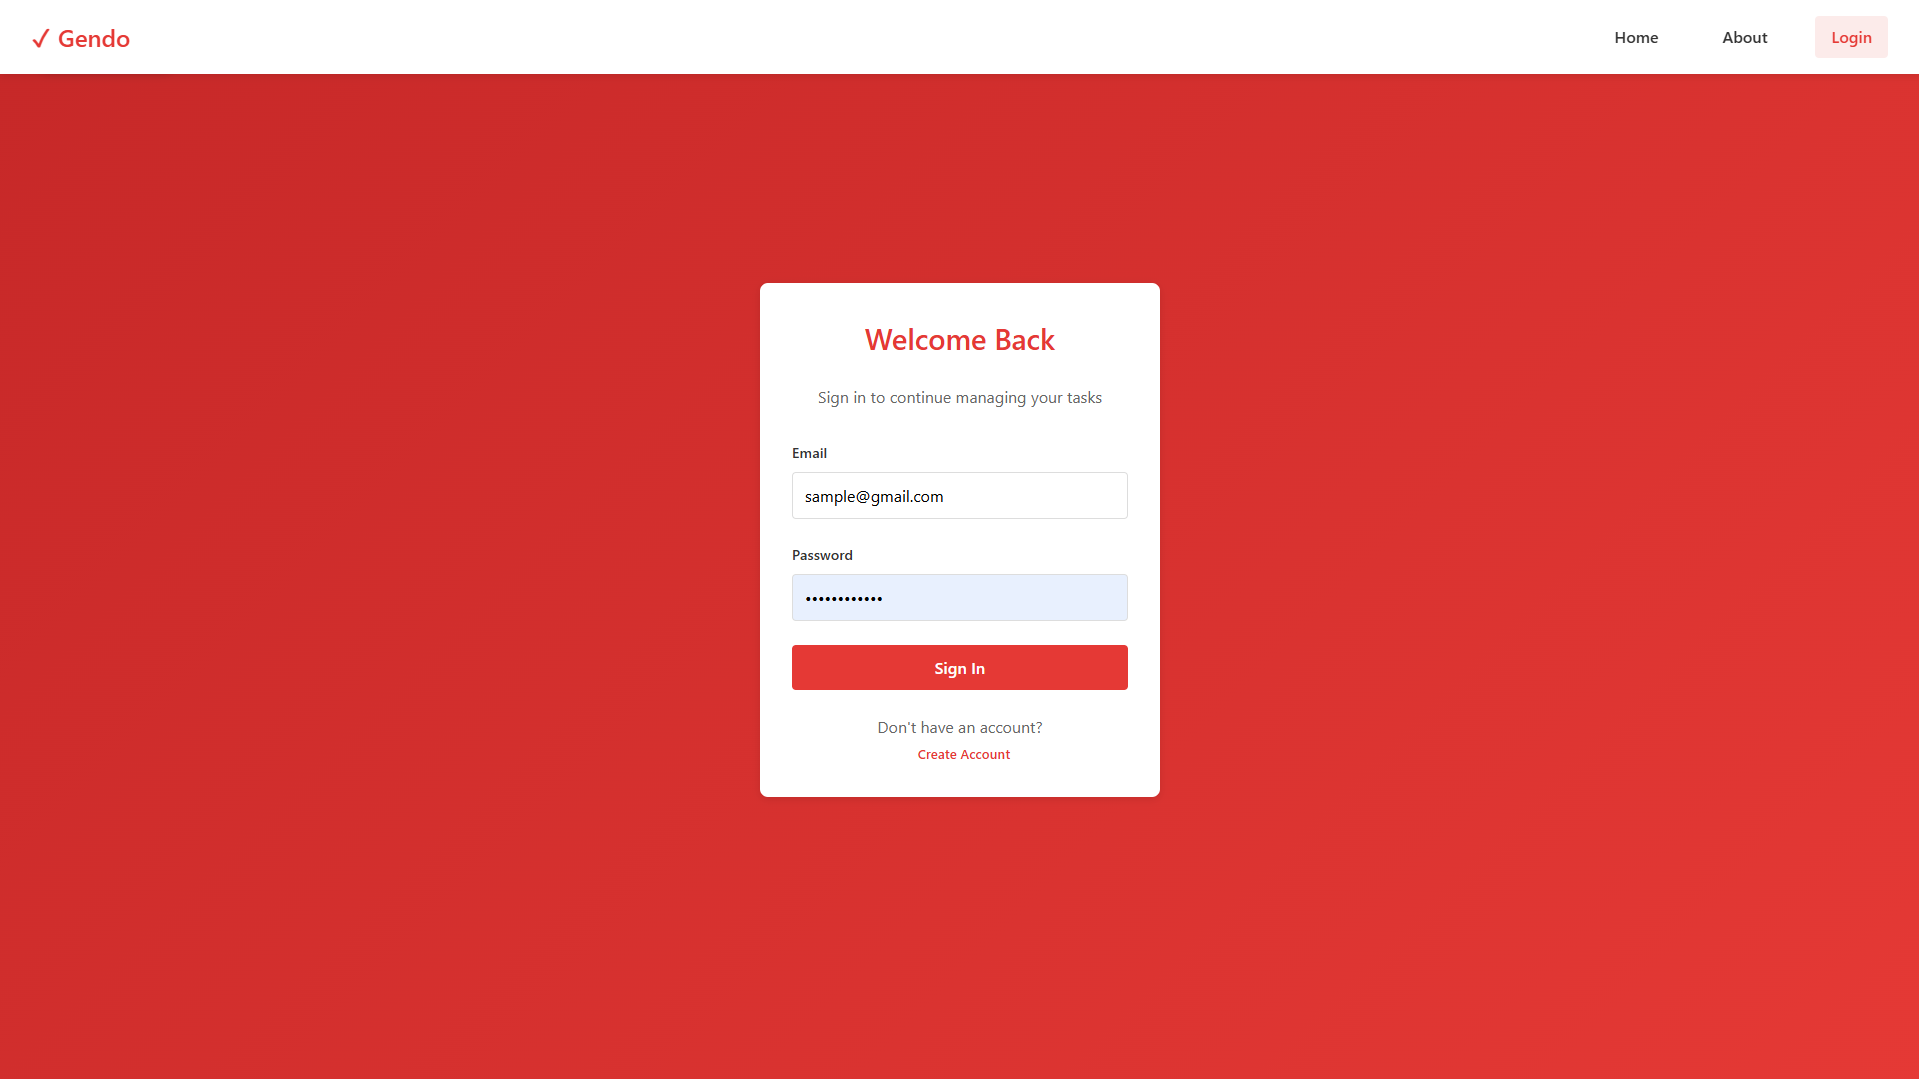 ✓ Gendo
Home
About
Login
Welcome Back
Sign in to continue managing your tasks
Email
sample@gmail.com
Password
••••••••••••
Sign In
Don't have an account?
Create Account